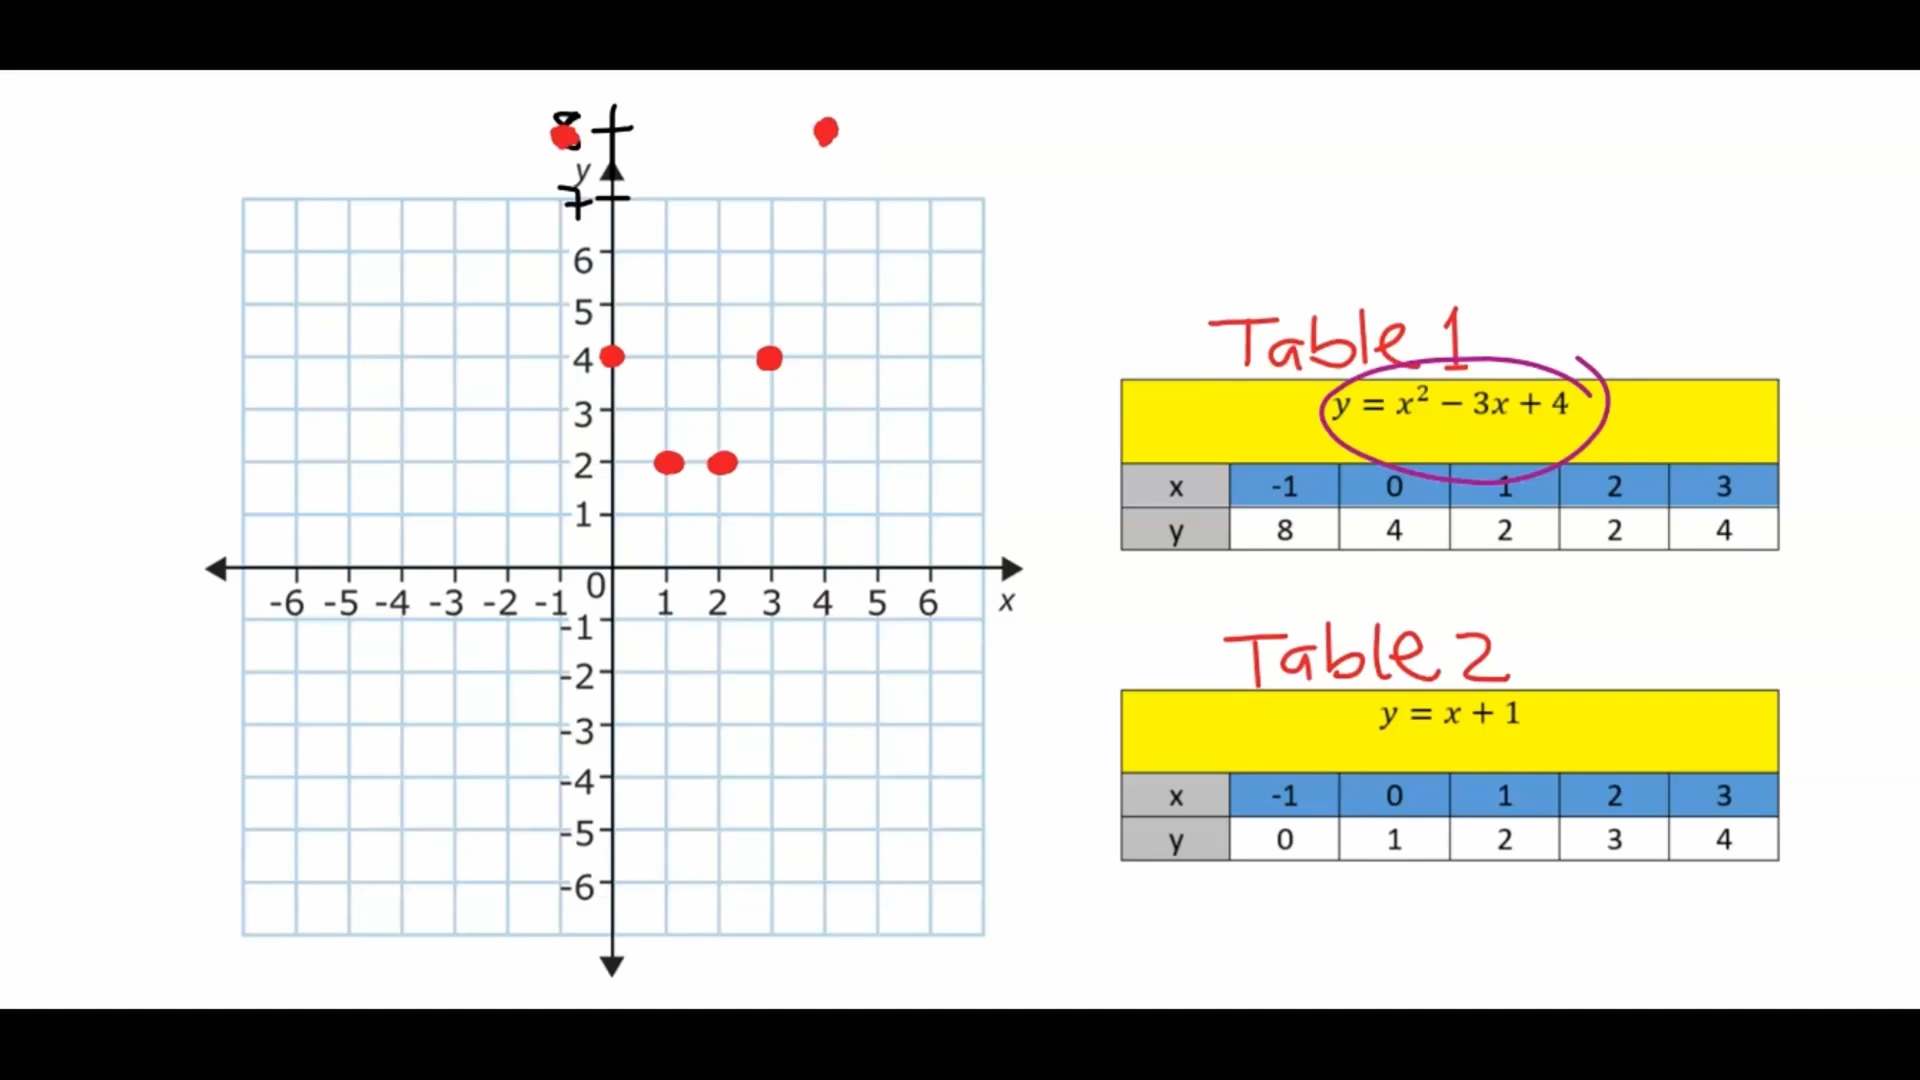 8
y
7
6
5
4
3
2
1
0
-6 -5 -4 -3 -2 -1 1 2 3 4 5 6 x
-1
-2
-3
-4
-5
-6
Table 1
y = x² − 3x + 4
x -1 0 1 2 3
y 8 4 2 2 4
Table 2
y = x + 1
x -1 0 1 2 3
y 0 1 2 3 4